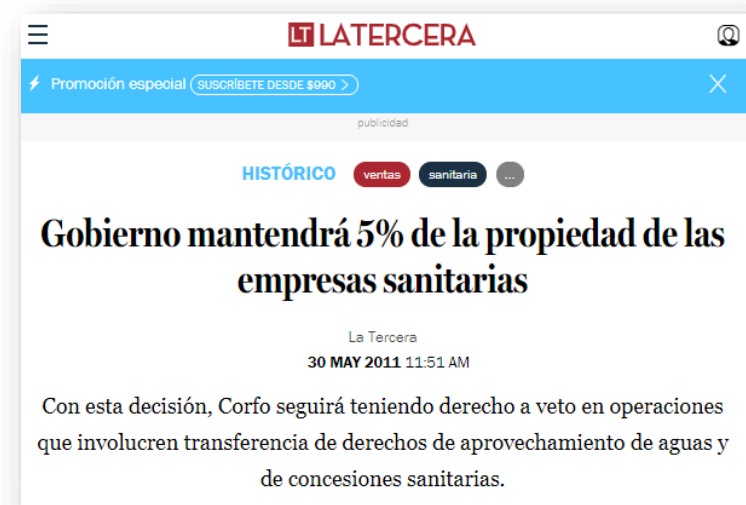 LT LATERCERA
Promoción especial SUSCRÍBETE DESDE $990 >
publicidad
HISTÓRICO ventas sanitaria ...
Gobierno mantendrá 5% de la propiedad de las
empresas sanitarias
La Tercera
30 MAY 2011 11:51 AM
Con esta decisión, Corfo seguirá teniendo derecho a veto en operaciones
que involucren transferencia de derechos de aprovechamiento de aguas y
de concesiones sanitarias.